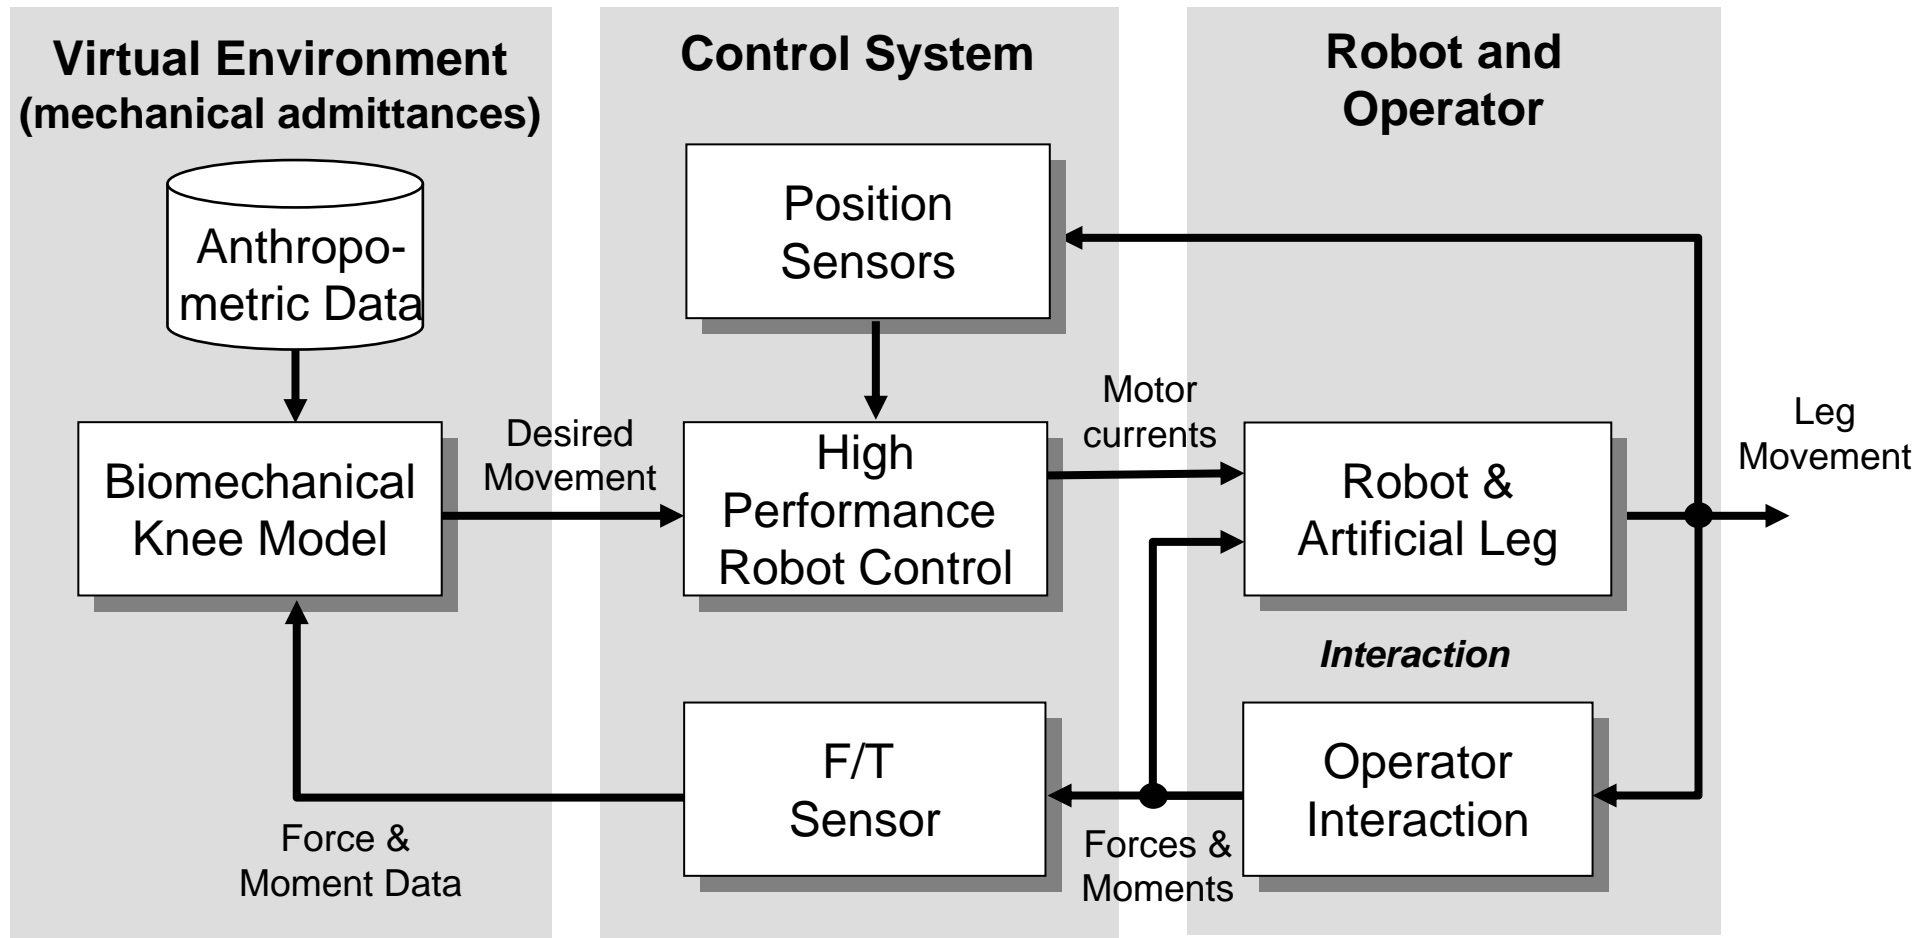 Virtual Environment
(mechanical admittances)
Control System
Robot and
Operator
Anthropo-
metric Data
Position
Sensors
Biomechanical
Knee Model
Desired
Movement
High
Performance
Robot Control
Motor
currents
Robot &
Artificial Leg
Leg
Movement
Interaction
F/T
Sensor
Operator
Interaction
Force &
Moment Data
Forces &
Moments